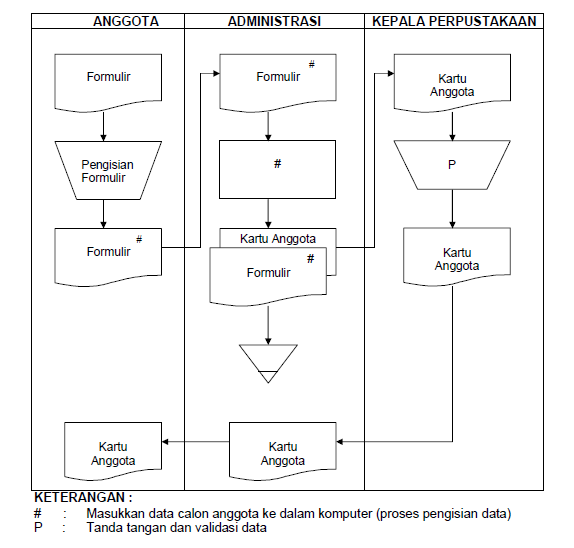 ANGGOTA
ADMINISTRASI
KEPALA PERPUSTAKAAN
Formulir
Pengisian
Formulir
#
Formulir
#
Formulir
#
Kartu Anggota
#
Formulir
Kartu
Anggota
P
Kartu
Anggota
Kartu
Anggota
Kartu
Anggota
KETERANGAN :
# : Masukkan data calon anggota ke dalam komputer (proses pengisian data)
P : Tanda tangan dan validasi data